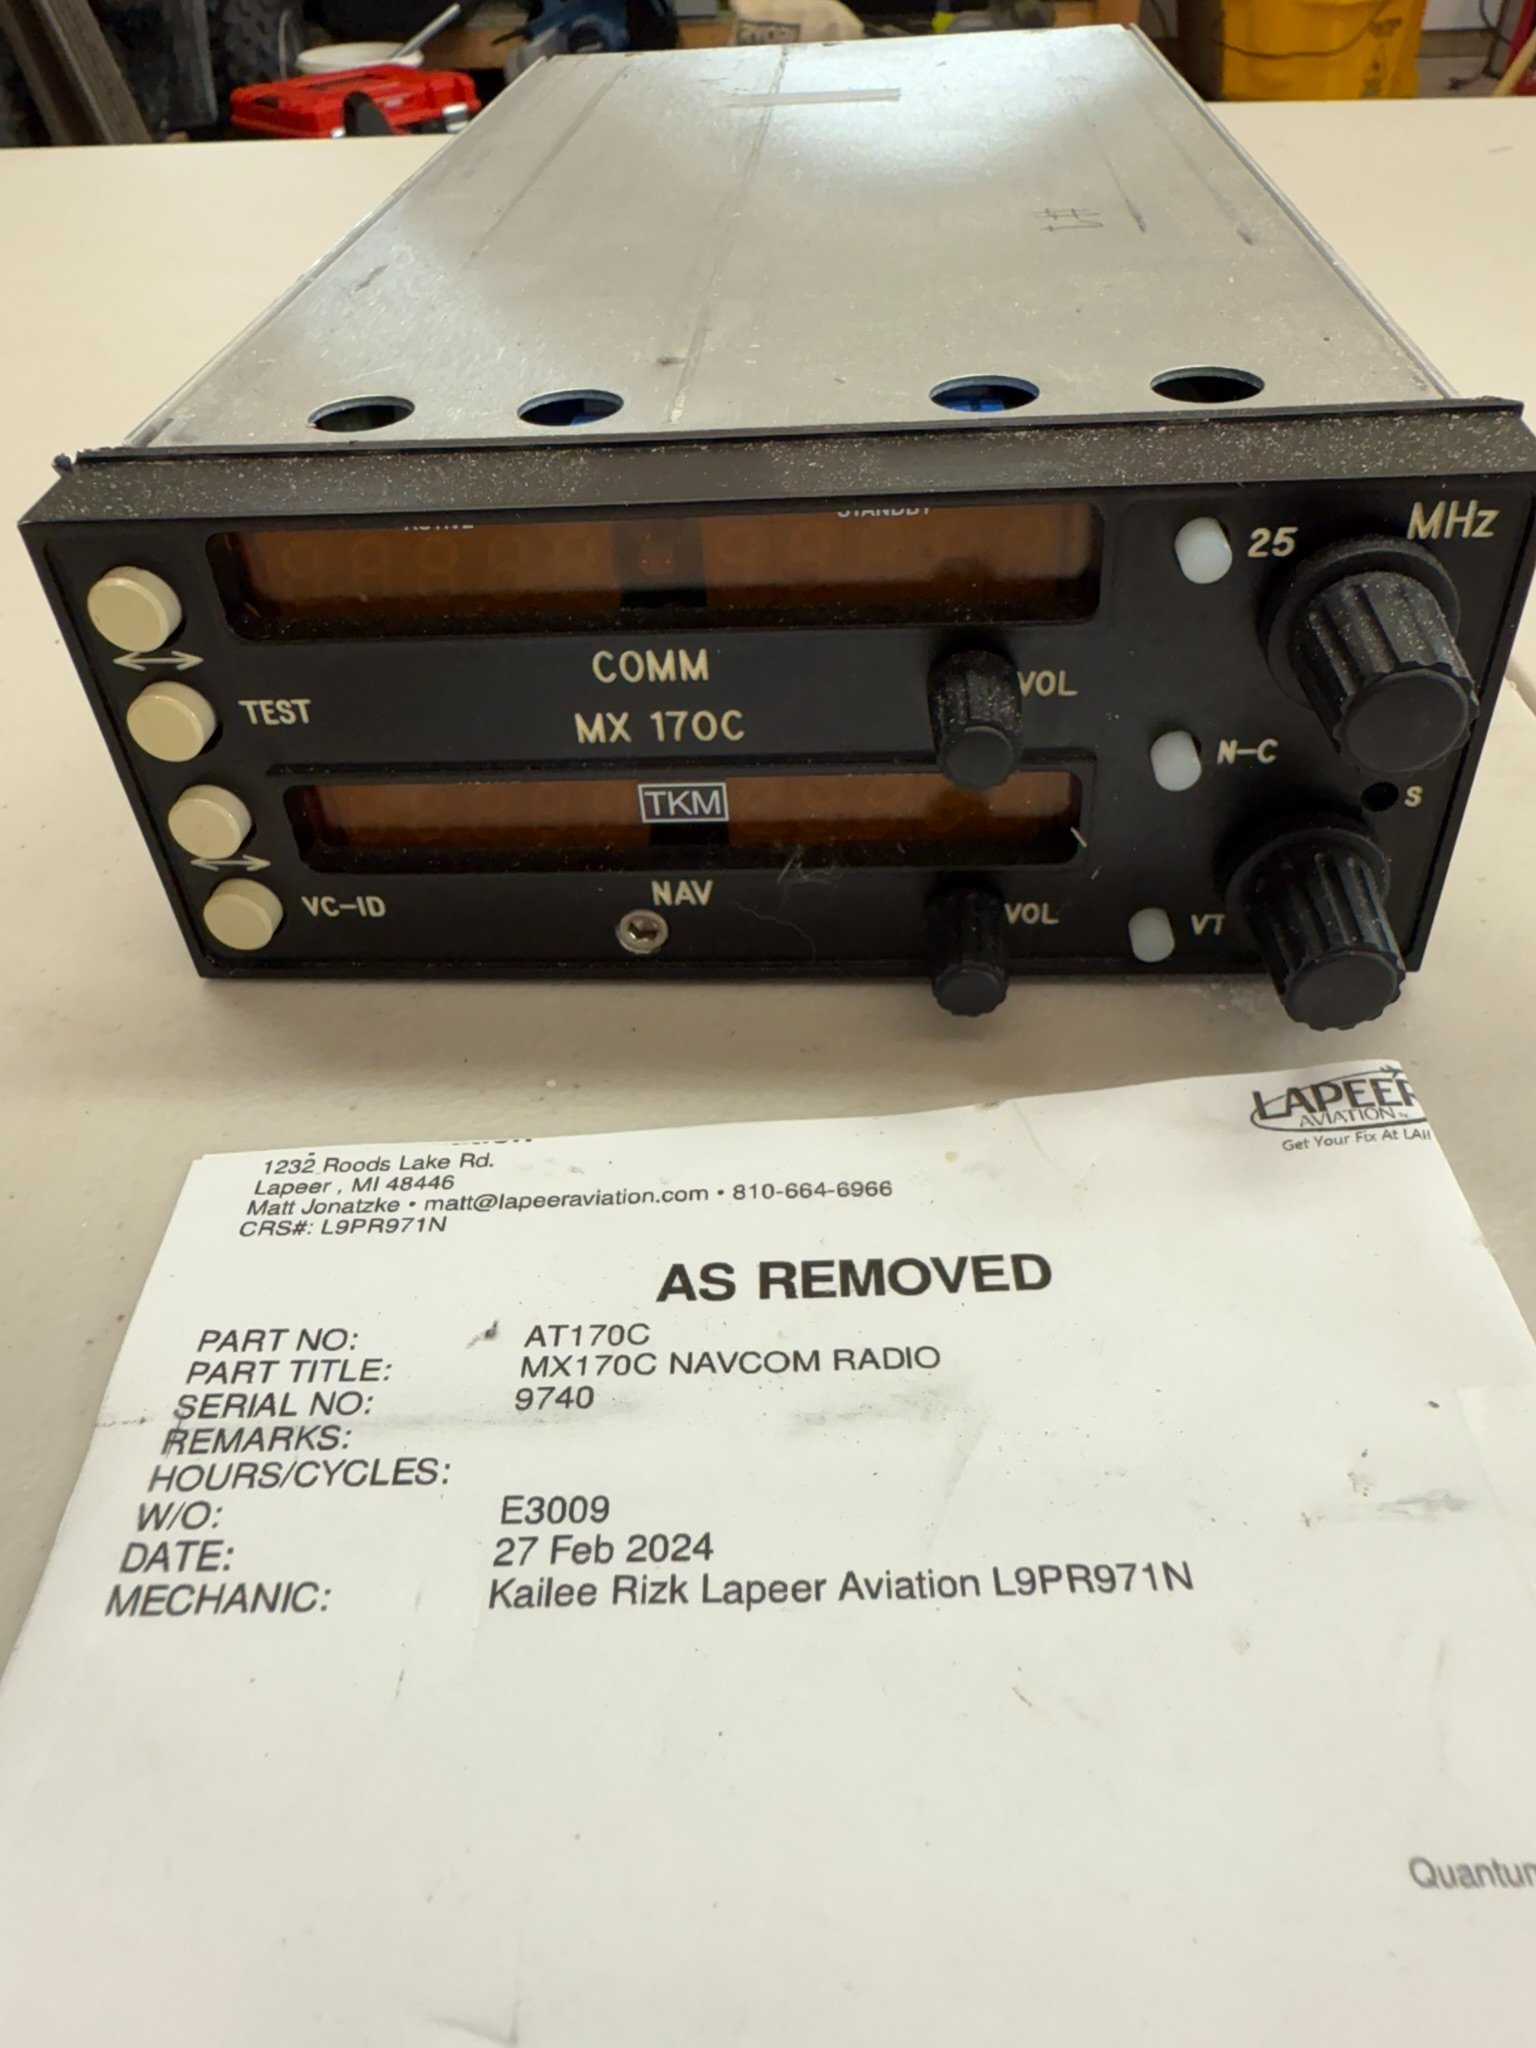 ACTIVE
STANDBY
25
MHz
COMM
VOL
TEST
MX 170C
N-C
TKM
S
NAV
VC-ID
VOL
VT
LAPEER
AVIATION
Get Your Fix At
1232 Roods Lake Rd.
Lapeer , MI 48446
Matt Jonatzke • matt@lapeeraviation.com • 810-664-6966
CRS#: L9PR971N
AS REMOVED
PART NO: AT170C
PART TITLE: MX170C NAVCOM RADIO
SERIAL NO: 9740
REMARKS:
HOURS/CYCLES:
W/O: E3009
DATE: 27 Feb 2024
MECHANIC: Kailee Rizk Lapeer Aviation L9PR971N